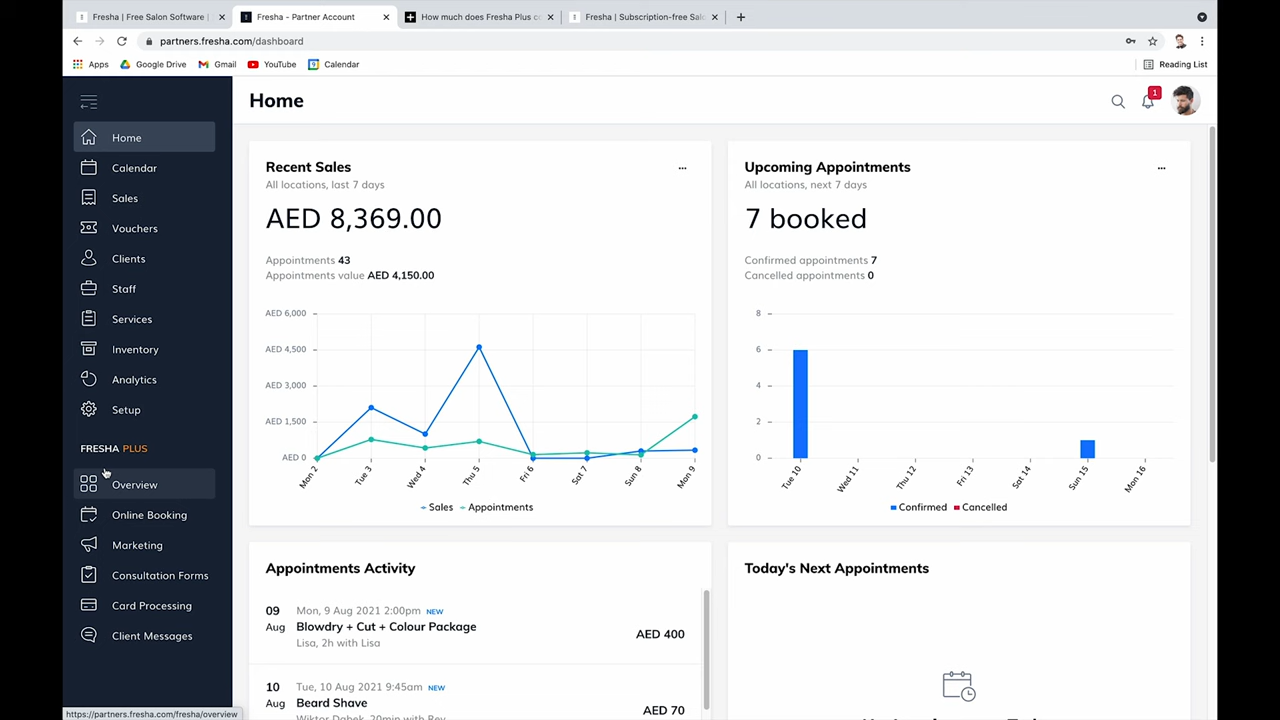 Fresha | Free Salon Software |
Fresha - Partner Account
How much does Fresha Plus co
Fresha | Subscription-free Sal
partners.fresha.com/dashboard
Apps
Google Drive
Gmail
YouTube
Calendar
Reading List
Home
Calendar
Sales
Vouchers
Clients
Staff
Services
Inventory
Analytics
Setup
FRESHA PLUS
Overview
Online Booking
Marketing
Consultation Forms
Card Processing
Client Messages
https://partners.fresha.com/fresha/overview
Home
1
Recent Sales
...
All locations, last 7 days
AED 8,369.00
Appointments 43
Appointments value AED 4,150.00
AED 6,000
AED 4,500
AED 3,000
AED 1,500
AED 0
Mon 2
Tue 3
Wed 4
Thu 5
Fri 6
Sat 7
Sun 8
Mon 9
Sales
Appointments
Upcoming Appointments
...
All locations, next 7 days
7 booked
Confirmed appointments 7
Cancelled appointments 0
8
6
4
2
0
Tue 10
Wed 11
Thu 12
Fri 13
Sat 14
Sun 15
Mon 16
Confirmed
Cancelled
Appointments Activity
09 Mon, 9 Aug 2021 2:00pm NEW
Aug Blowdry + Cut + Colour Package
AED 400
Lisa, 2h with Lisa
10 Tue, 10 Aug 2021 9:45am NEW
Aug Beard Shave
AED 70
Wiktor Dabek, 20min with Rey
Today's Next Appointments